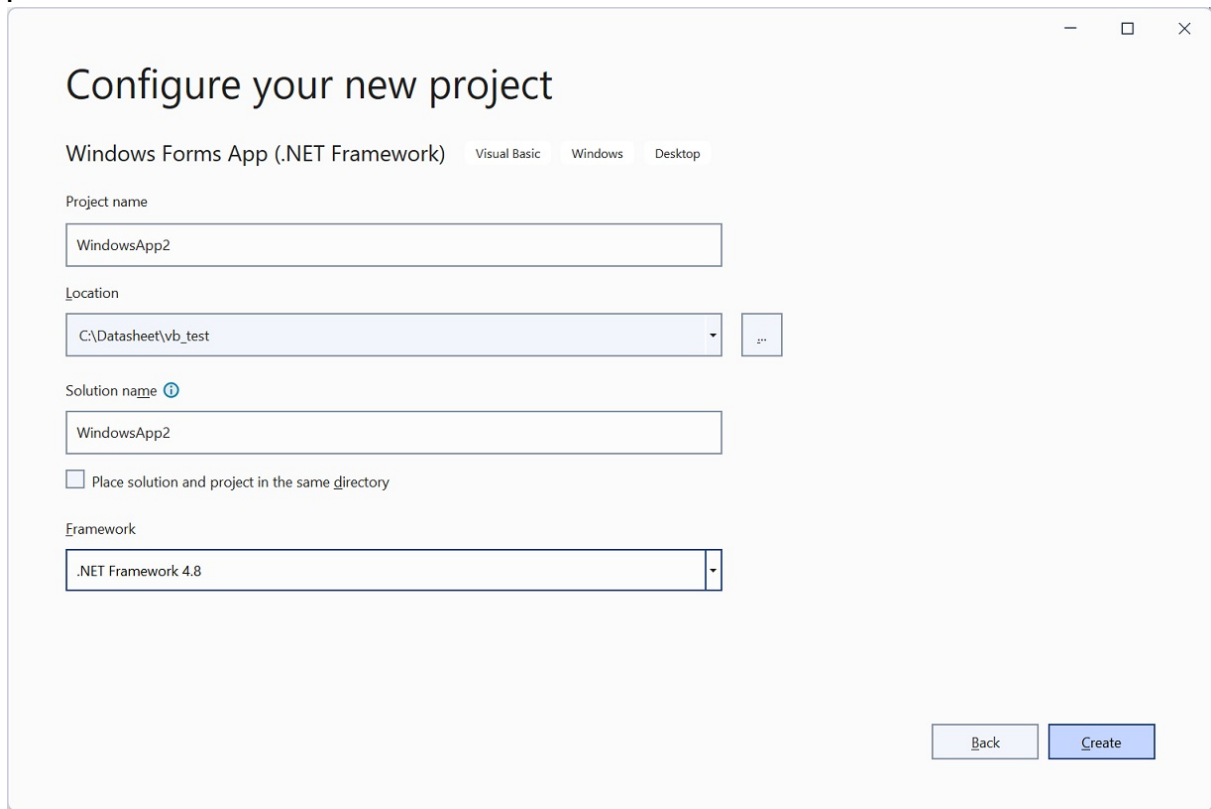 Configure your new project
Windows Forms App (.NET Framework) Visual Basic Windows Desktop
Project name
WindowsApp2
Location
C:\Datasheet\vb_test
...
Solution name
WindowsApp2
Place solution and project in the same directory
Framework
.NET Framework 4.8
Back Create